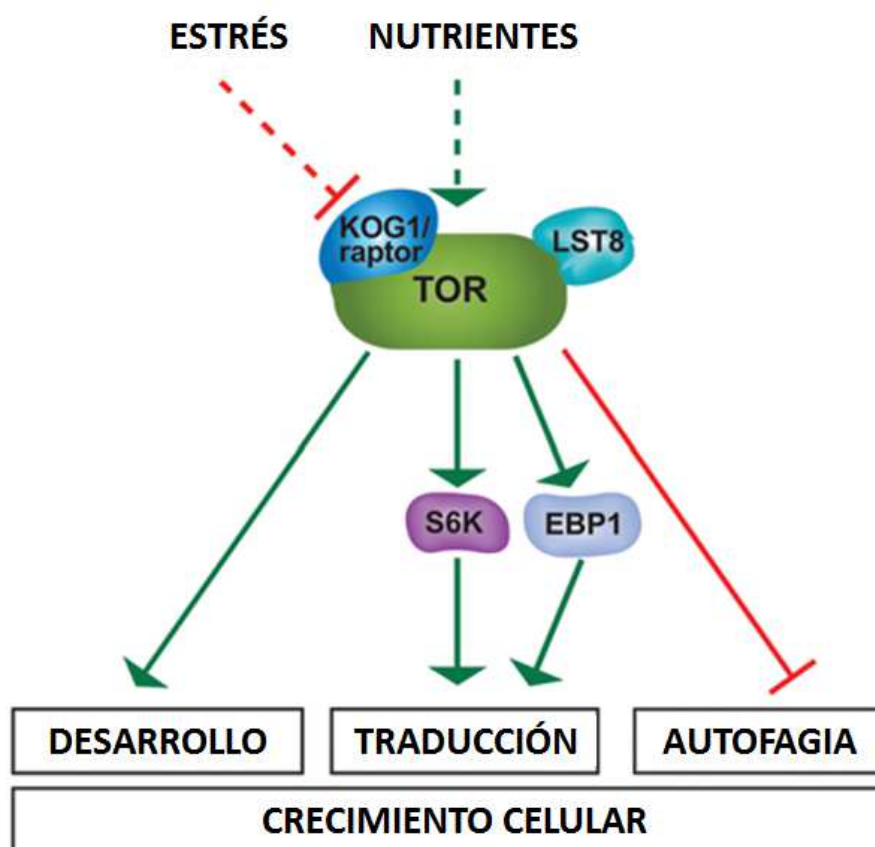 ESTRÉS
NUTRIENTES
KOG1/
raptor
LST8
TOR
S6K
EBP1
DESARROLLO
TRADUCCIÓN
AUTOFAGIA
CRECIMIENTO CELULAR